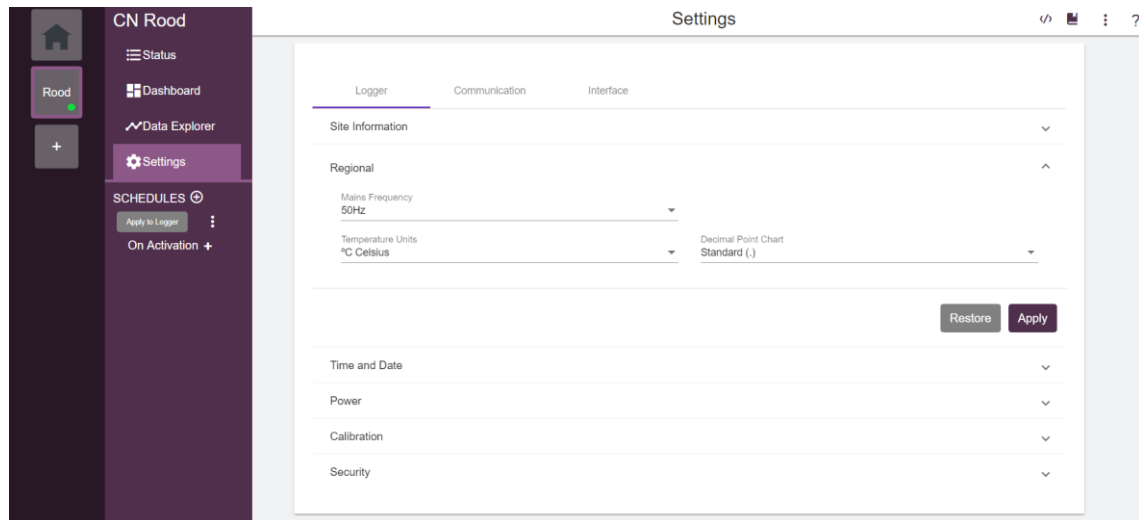 CN Rood
Settings
</>
?
Status
Rood
Dashboard
Logger
Communication
Interface
Data Explorer
Site Information
+
Settings
Regional
SCHEDULES
Mains Frequency
50Hz
Apply to Logger
On Activation +
Temperature Units
Decimal Point Chart
ºC Celsius
Standard (.)
Restore
Apply
Time and Date
Power
Calibration
Security